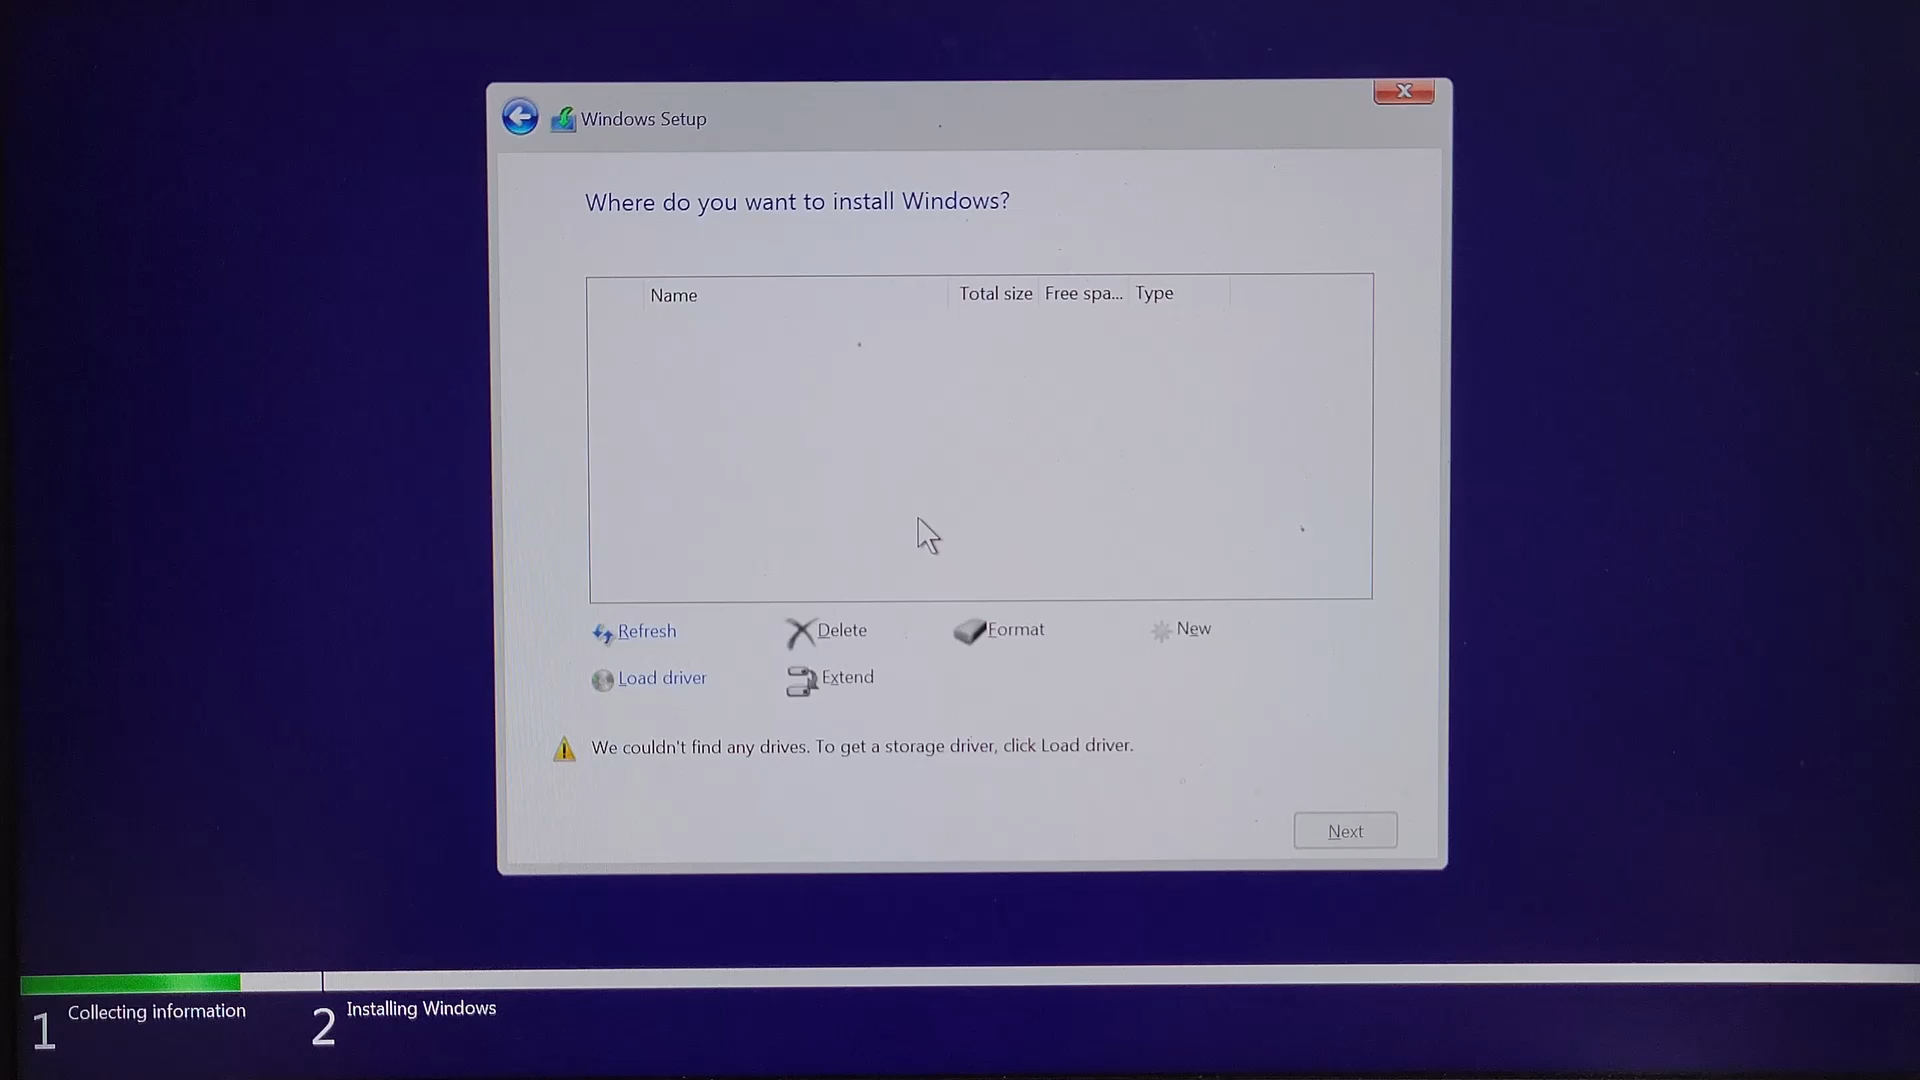 Windows Setup
Where do you want to install Windows?
Name Total size Free spa... Type
Refresh Delete Format New
Load driver Extend
We couldn't find any drives. To get a storage driver, click Load driver.
Next
1 Collecting information 2 Installing Windows